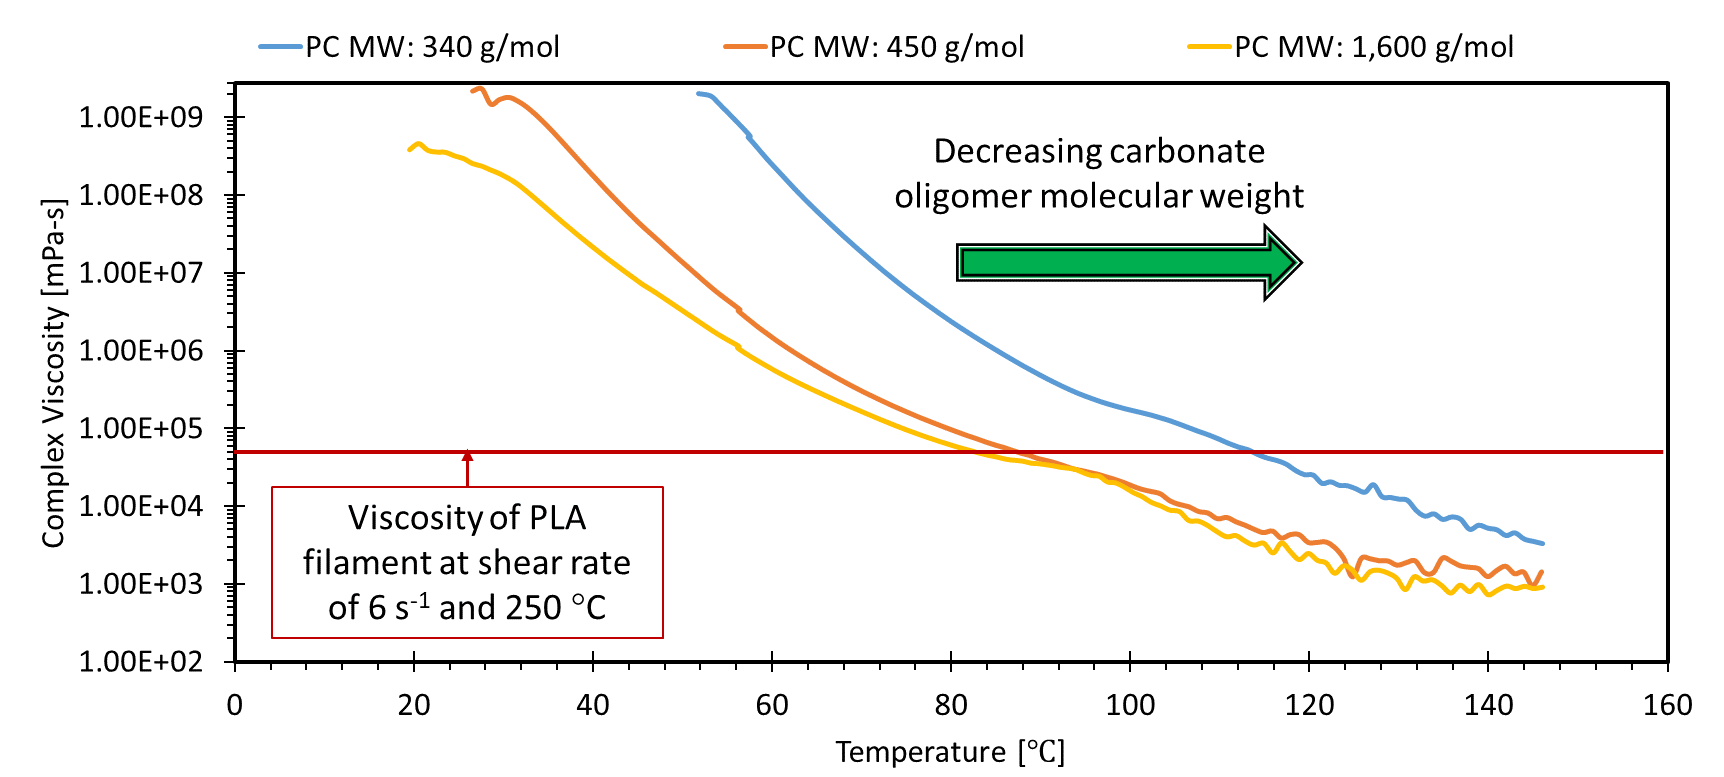 PC MW: 340 g/mol
PC MW: 450 g/mol
PC MW: 1,600 g/mol
Complex Viscosity [mPa-s]
1.00E+09
1.00E+08
1.00E+07
1.00E+06
1.00E+05
1.00E+04
1.00E+03
1.00E+02
Decreasing carbonate
oligomer molecular weight
Viscosity of PLA
filament at shear rate
of 6 s⁻¹ and 250 °C
0 20 40 60 80 100 120 140 160
Temperature [℃]